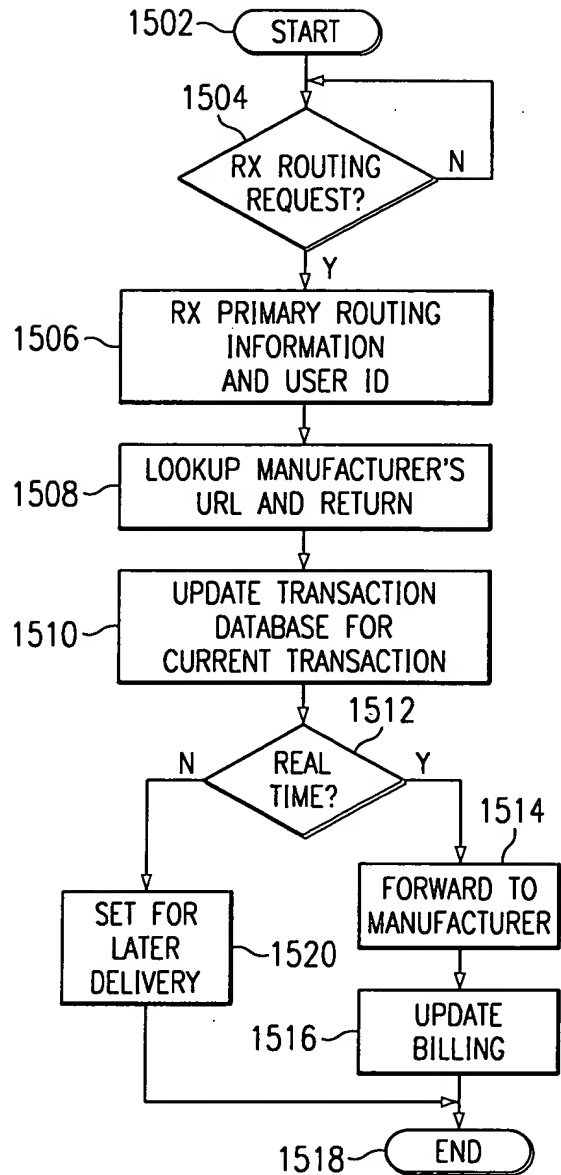 1502
START
1504
RX ROUTING
REQUEST?
N
Y
1506
RX PRIMARY ROUTING
INFORMATION
AND USER ID
1508
LOOKUP MANUFACTURER'S
URL AND RETURN
1510
UPDATE TRANSACTION
DATABASE FOR
CURRENT TRANSACTION
1512
N
REAL
TIME?
Y
1514
FORWARD TO
MANUFACTURER
SET FOR
LATER
DELIVERY
1520
1516
UPDATE
BILLING
1518
END